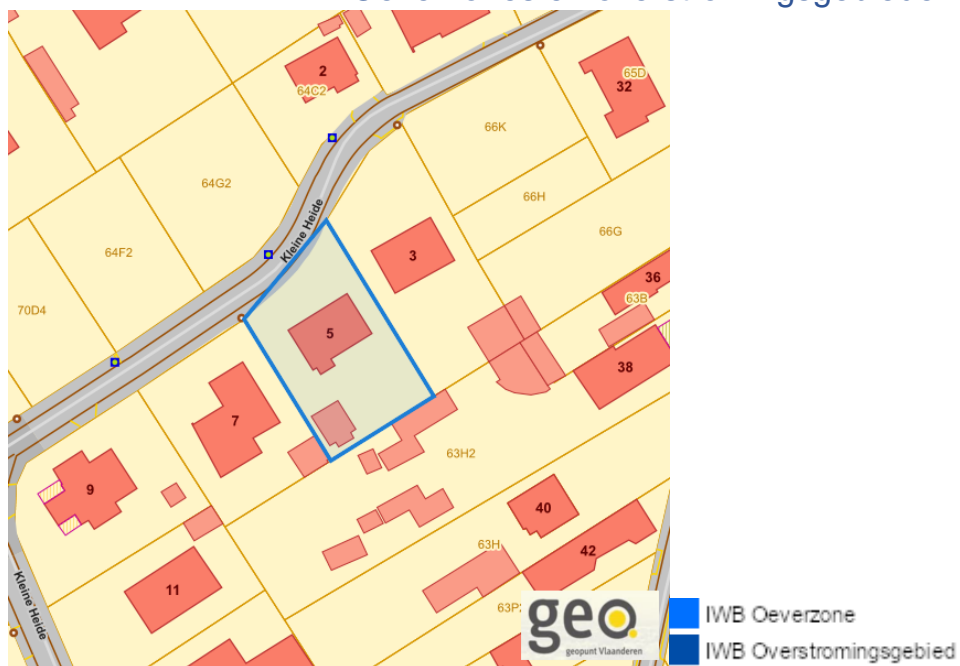 2
64C2
65D
32
66K
64G2
66H
Kleine Heide
66G
64F2
3
36
63B
70D4
5
38
7
63H2
9
40
63H
42
11
Kleine Heide
63P2
geo.
geopunt Vlaanderen
IWB Oeverzone
IWB Overstromingsgebied